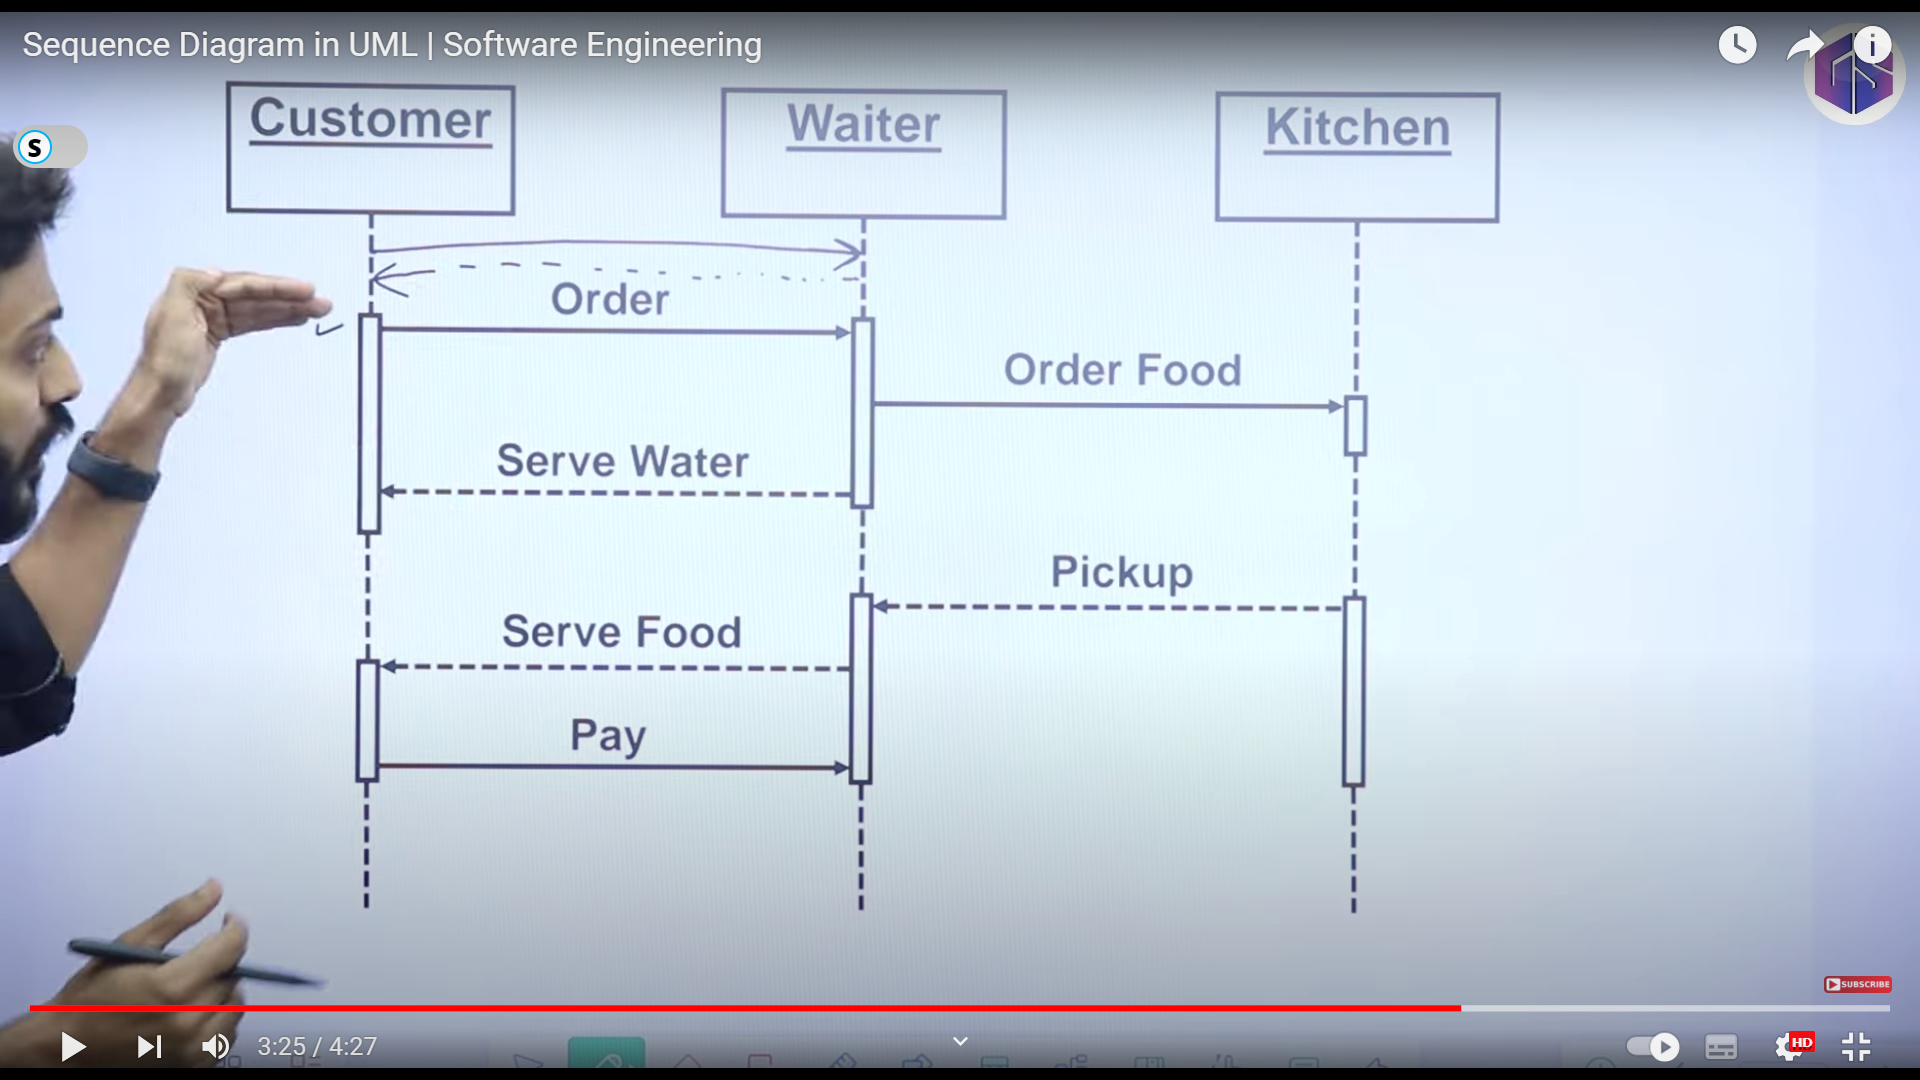 Sequence Diagram in UML | Software Engineering
S
Customer
Waiter
Kitchen
Order
Order Food
Serve Water
Pickup
Serve Food
Pay
SUBSCRIBE
3:25 / 4:27
HD